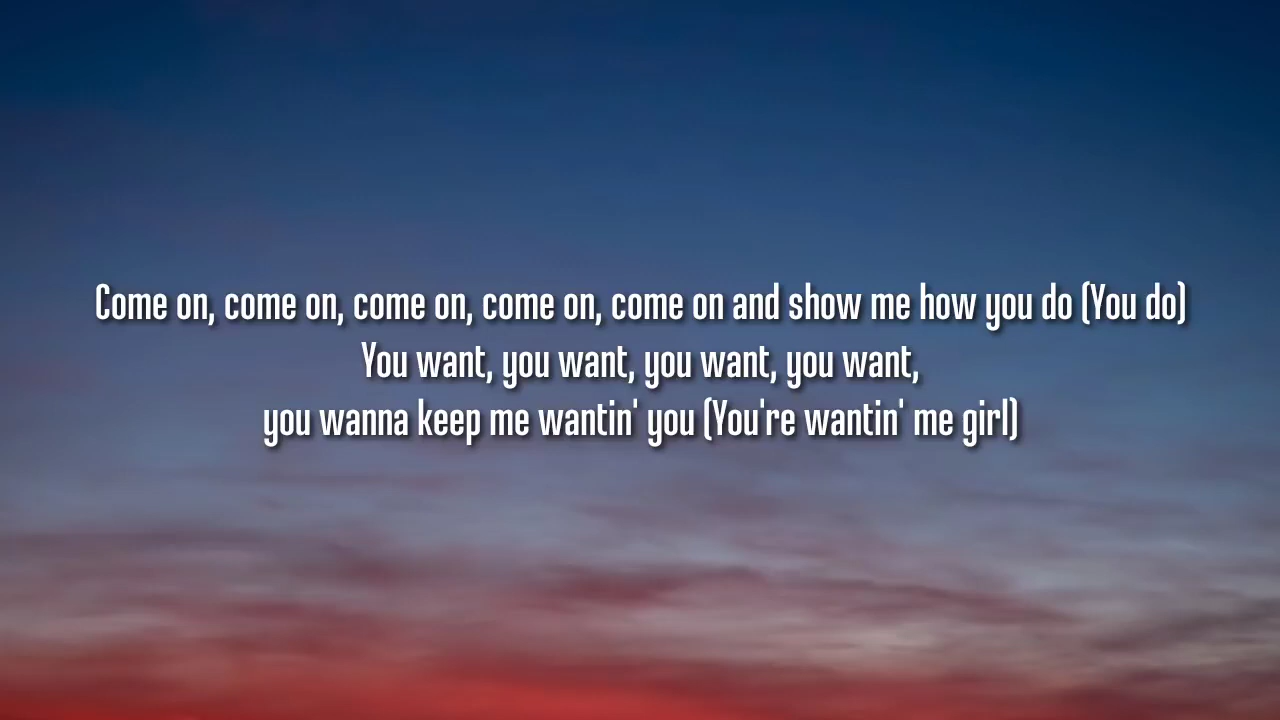 Come on, come on, come on, come on, come on and show me how you do (You do)
You want, you want, you want, you want,
you wanna keep me wantin' you (You're wantin' me girl)